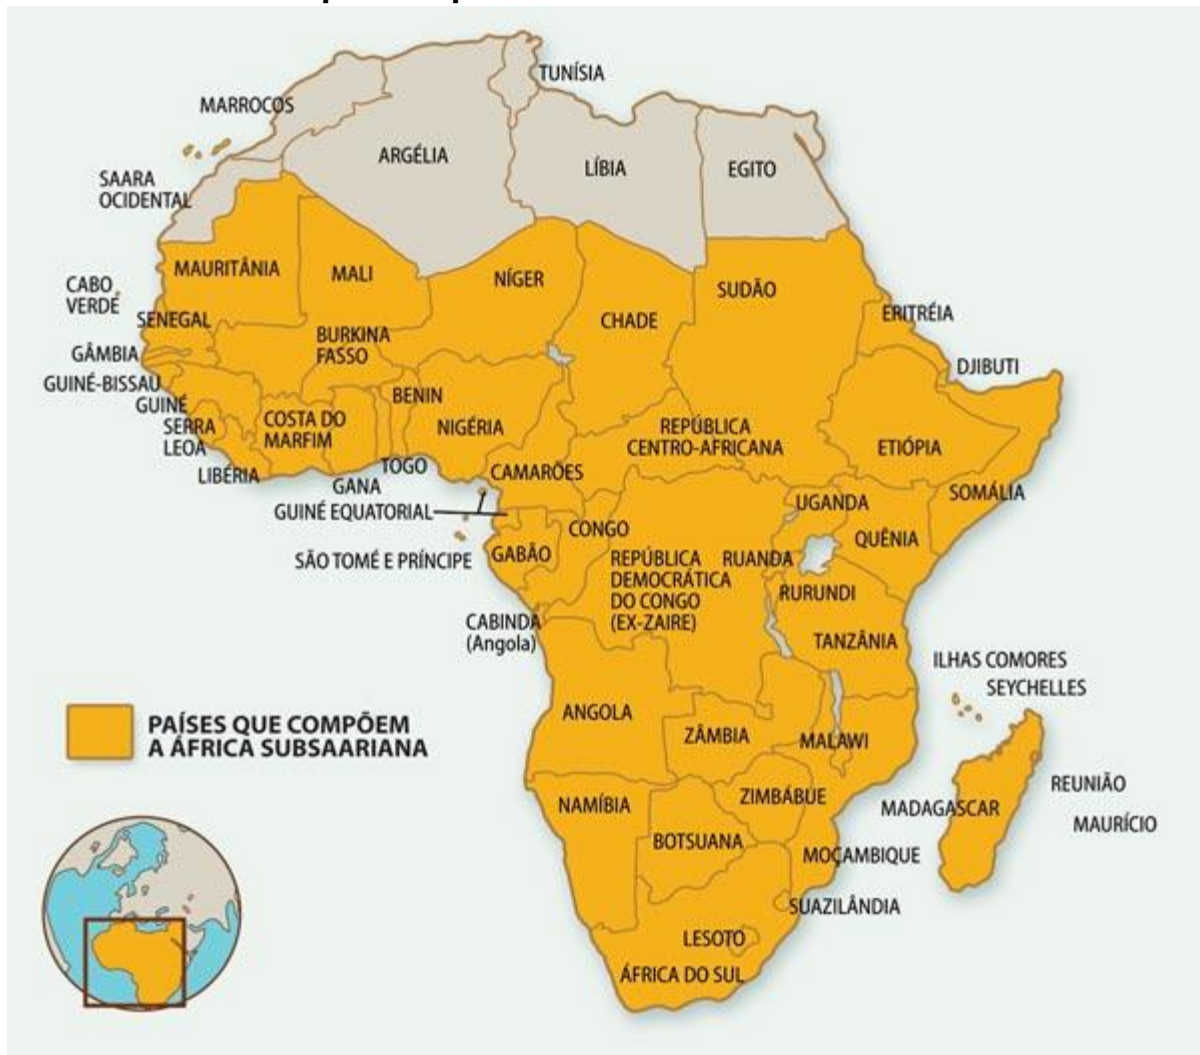 TUNÍSIA
MARROCOS
ARGÉLIA
LÍBIA
EGITO
SAARA
OCIDENTAL
MAURITÂNIA
MALI
NÍGER
SUDÃO
CABO
VERDE
CHADE
ERITRÉIA
SENEGAL
BURKINA
FASSO
GÂMBIA
DJIBUTI
GUINÉ-BISSAU
GUINÉ
BENIN
COSTA DO
MARFIM
NIGÉRIA
SERRA
LEOA
REPÚBLICA
CENTRO-AFRICANA
ETIÓPIA
LIBÉRIA
TOGO
CAMARÕES
GANA
SOMÁLIA
UGANDA
GUINÉ EQUATORIAL
CONGO
QUÊNIA
GABÃO
SÃO TOMÉ E PRÍNCIPE
REPÚBLICA
DEMOCRÁTICA
DO CONGO
(EX-ZAIRE)
RUANDA
RURUNDI
CABINDA
(Angola)
TANZÂNIA
ILHAS COMORES
SEYCHELLES
ANGOLA
ZÂMBIA
MALAWI
PAÍSES QUE COMPÕEM
A ÁFRICA SUBSAARIANA
REUNIÃO
NAMÍBIA
ZIMBÁBUE
MADAGASCAR
MAURÍCIO
BOTSUANA
MOÇAMBIQUE
SUAZILÂNDIA
LESOTO
ÁFRICA DO SUL